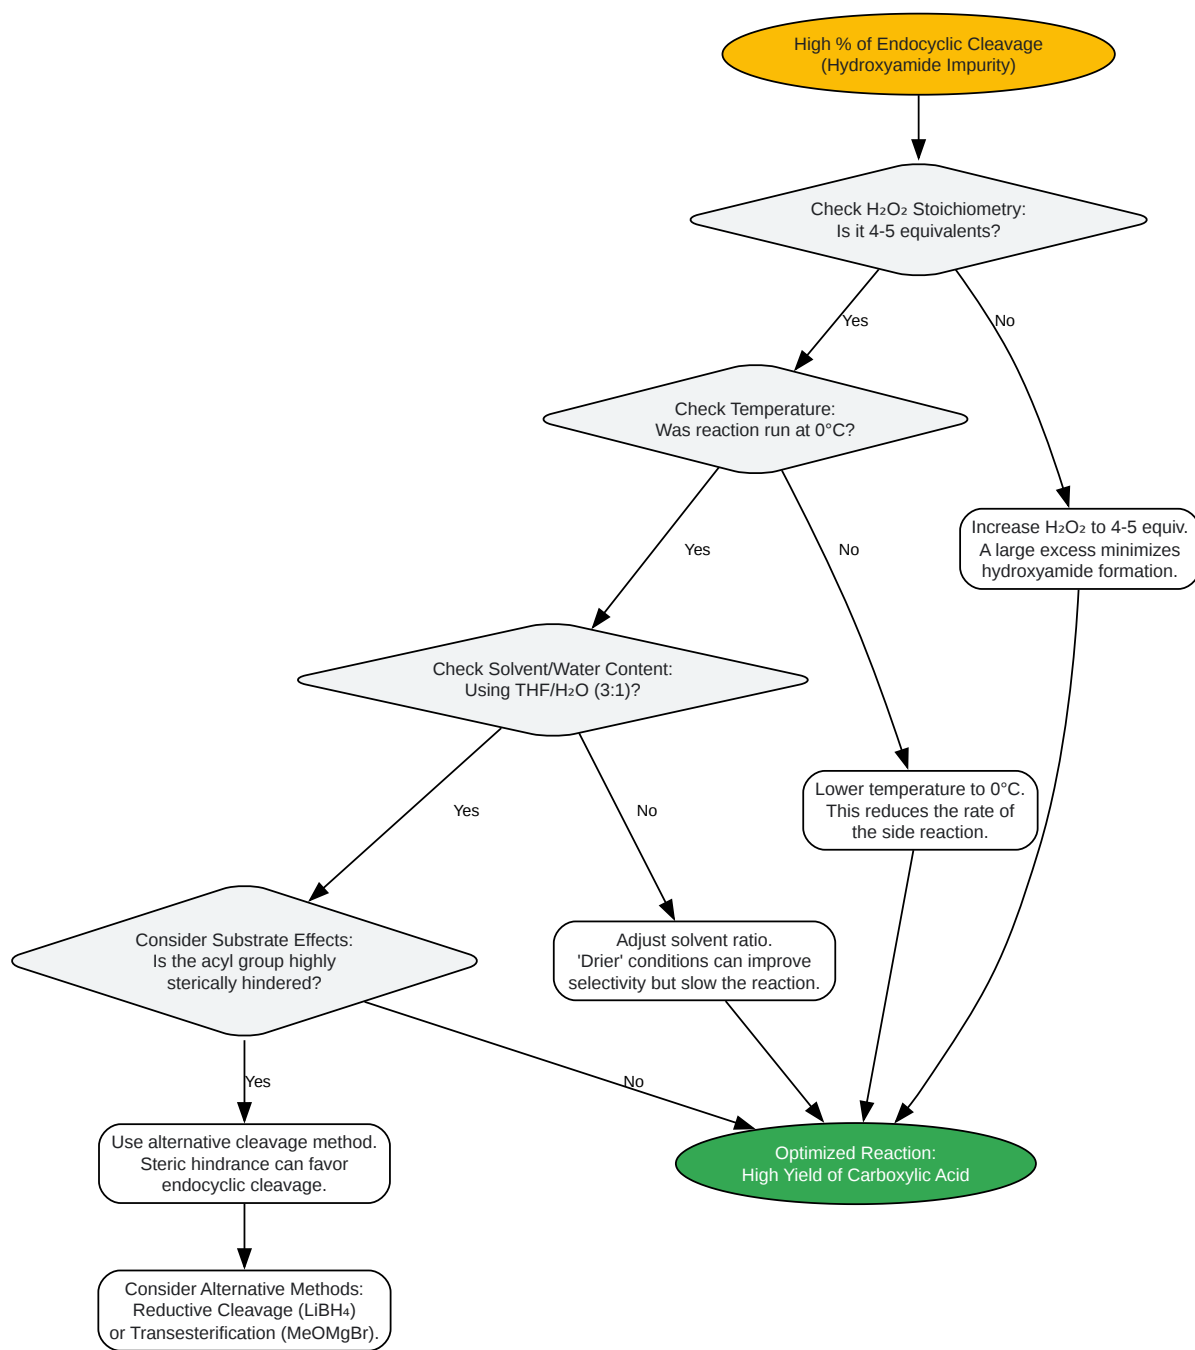 High % of Endocyclic Cleavage
(Hydroxyamide Impurity)
Check H₂O₂ Stoichiometry:
Is it 4-5 equivalents?
Yes
No
Check Temperature:
Was reaction run at 0°C?
Yes
No
Increase H₂O₂ to 4-5 equiv.
A large excess minimizes
hydroxyamide formation.
Check Solvent/Water Content:
Using THF/H₂O (3:1)?
Yes
No
Lower temperature to 0°C.
This reduces the rate of
the side reaction.
Consider Substrate Effects:
Is the acyl group highly
sterically hindered?
Adjust solvent ratio.
'Drier' conditions can improve
selectivity but slow the reaction.
Yes
No
Use alternative cleavage method.
Steric hindrance can favor
endocyclic cleavage.
Optimized Reaction:
High Yield of Carboxylic Acid
Consider Alternative Methods:
Reductive Cleavage (LiBH₄)
or Transesterification (MeOMgBr).